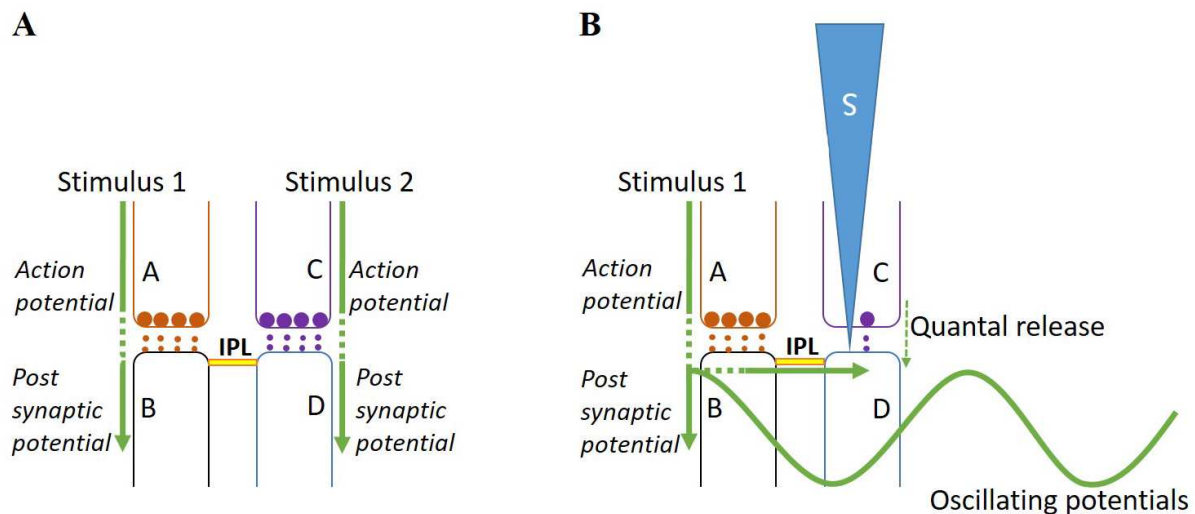 A
Stimulus 1
Stimulus 2
Action
potential
A
C
Action
potential
IPL
Post
synaptic
potential
B
D
Post
synaptic
potential
B
S
Stimulus 1
Action
potential
A
C
Quantal release
IPL
Post
synaptic
potential
B
D
Oscillating potentials